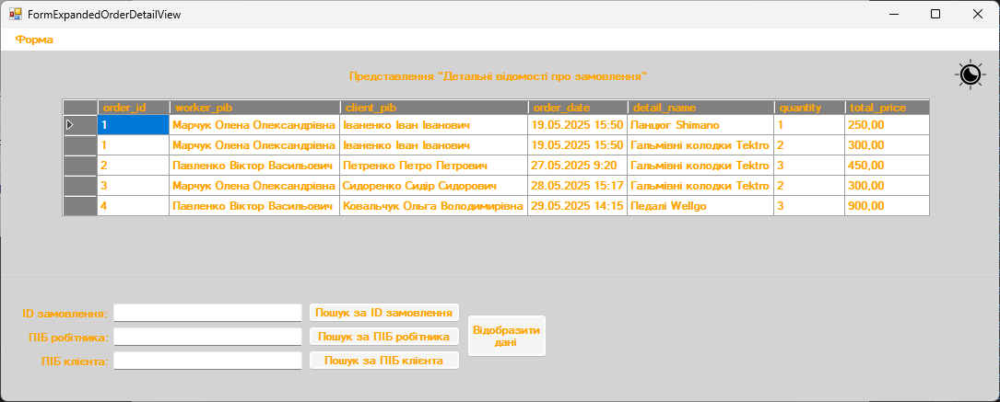 FormExpandedOrderDetailView
Форма
Представлення "Детальні відомості про замовлення"
order_id worker_pib client_pib order_date detail_name quantity total_price
1 Марчук Олена Олександрівна Іваненко Іван Іванович 19.05.2025 15:50 Ланцюг Shimano 1 250,00
1 Марчук Олена Олександрівна Іваненко Іван Іванович 19.05.2025 15:50 Гальмівні колодки Tektro 2 300,00
2 Павленко Віктор Васильович Петренко Петро Петрович 27.05.2025 9:20 Гальмівні колодки Tektro 3 450,00
3 Марчук Олена Олександрівна Сидоренко Сидір Сидорович 28.05.2025 15:17 Гальмівні колодки Tektro 2 300,00
4 Павленко Віктор Васильович Ковальчук Ольга Володимирівна 29.05.2025 14:15 Педалі Wellgo 3 900,00
ID замовлення: Пошук за ID замовлення
ПІБ робітника: Пошук за ПІБ робітника
ПІБ клієнта: Пошук за ПІБ клієнта
Відобразити
дані